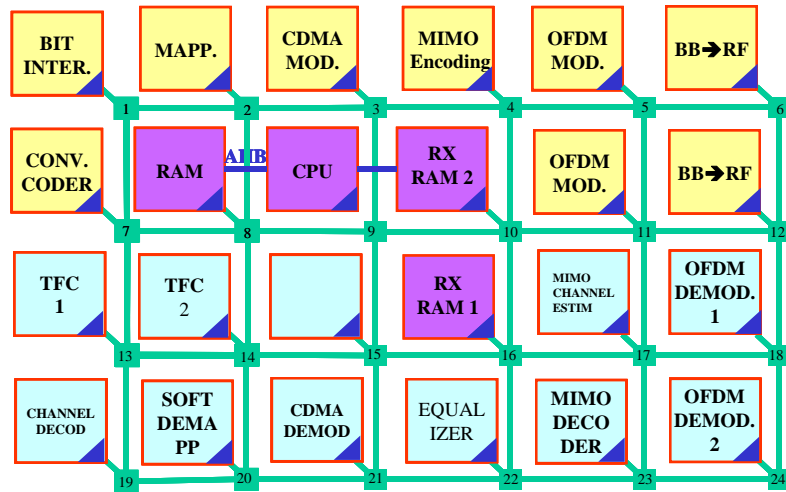 BIT
INTER.
MAPP.
CDMA
MOD.
MIMO
Encoding
OFDM
MOD.
BB➔RF
1
2
3
4
5
6
CONV.
CODER
RAM
AHB
CPU
RX
RAM 2
OFDM
MOD.
BB➔RF
7
8
9
10
11
12
TFC
1
TFC
2
RX
RAM 1
MIMO
CHANNEL
ESTIM
OFDM
DEMOD.
1
13
14
15
16
17
18
CHANNEL
DECOD
SOFT
DEMA
PP
CDMA
DEMOD
EQUAL
IZER
MIMO
DECO
DER
OFDM
DEMOD.
2
19
20
21
22
23
24